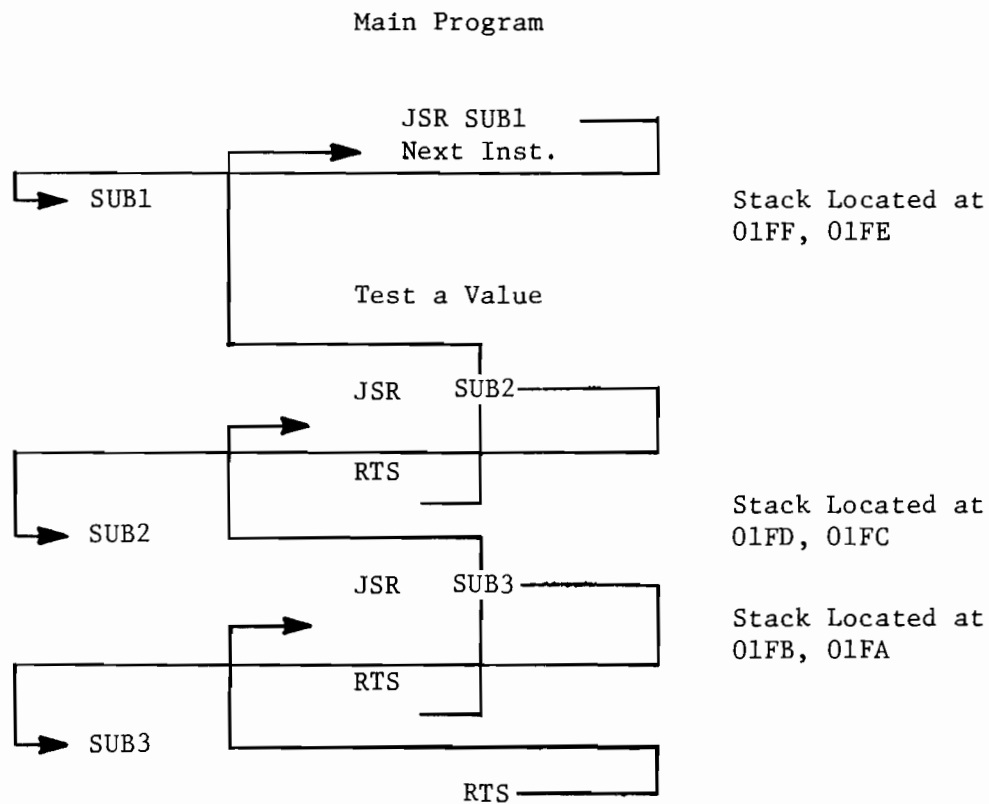 Main Program
JSR SUB1
Next Inst.
SUB1
Stack Located at
01FF, 01FE
Test a Value
JSR SUB2
RTS
SUB2
Stack Located at
01FD, 01FC
JSR SUB3
Stack Located at
01FB, 01FA
RTS
SUB3
RTS